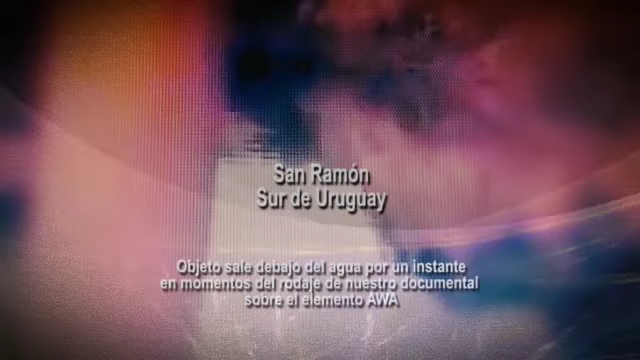 San Ramón
Sur de Uruguay
Objeto sale debajo del agua por un instante
en momentos del rodaje de nuestro documental
sobre el elemento AWA